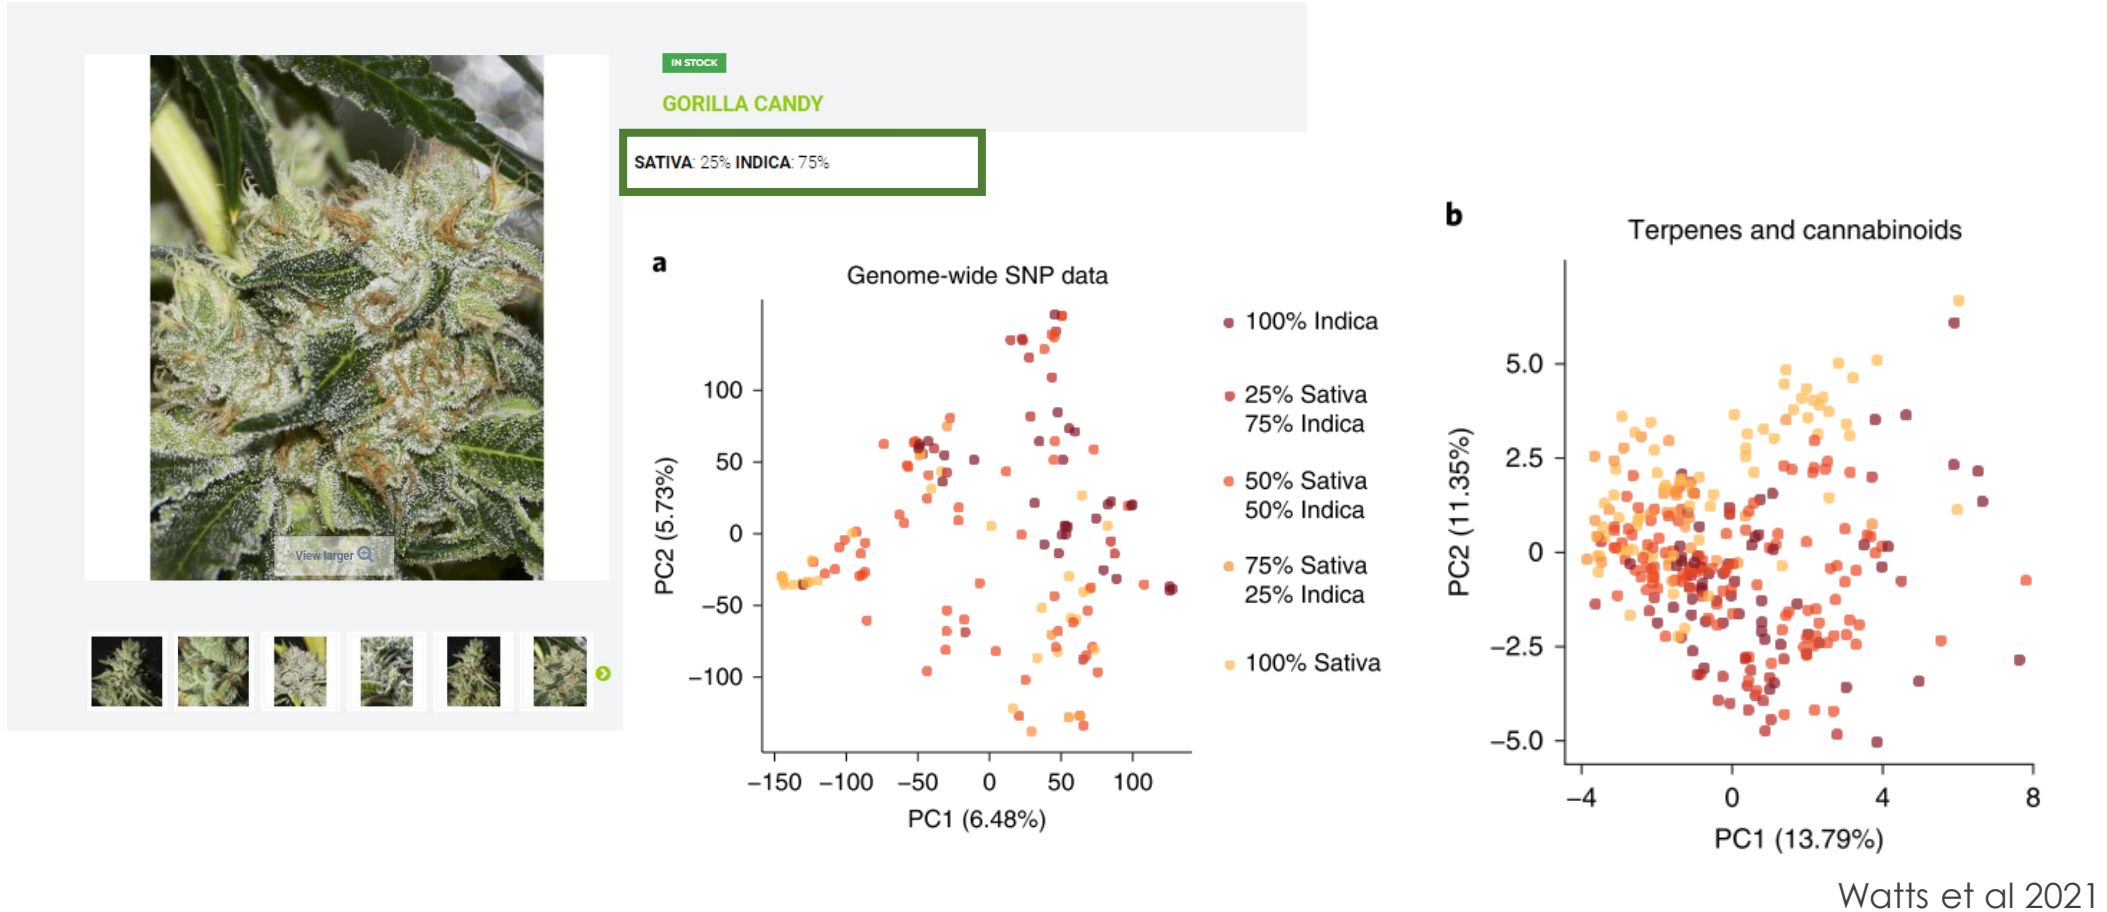 IN STOCK
GORILLA CANDY
SATIVA: 25% INDICA: 75%
View larger
a
Genome-wide SNP data
PC2 (5.73%)
100
50
0
−50
−100
−150 −100 −50 0 50 100
PC1 (6.48%)
100% Indica
25% Sativa
75% Indica
50% Sativa
50% Indica
75% Sativa
25% Indica
100% Sativa
b
Terpenes and cannabinoids
PC2 (11.35%)
5.0
2.5
0
−2.5
−5.0
−4 0 4 8
PC1 (13.79%)
Watts et al 2021